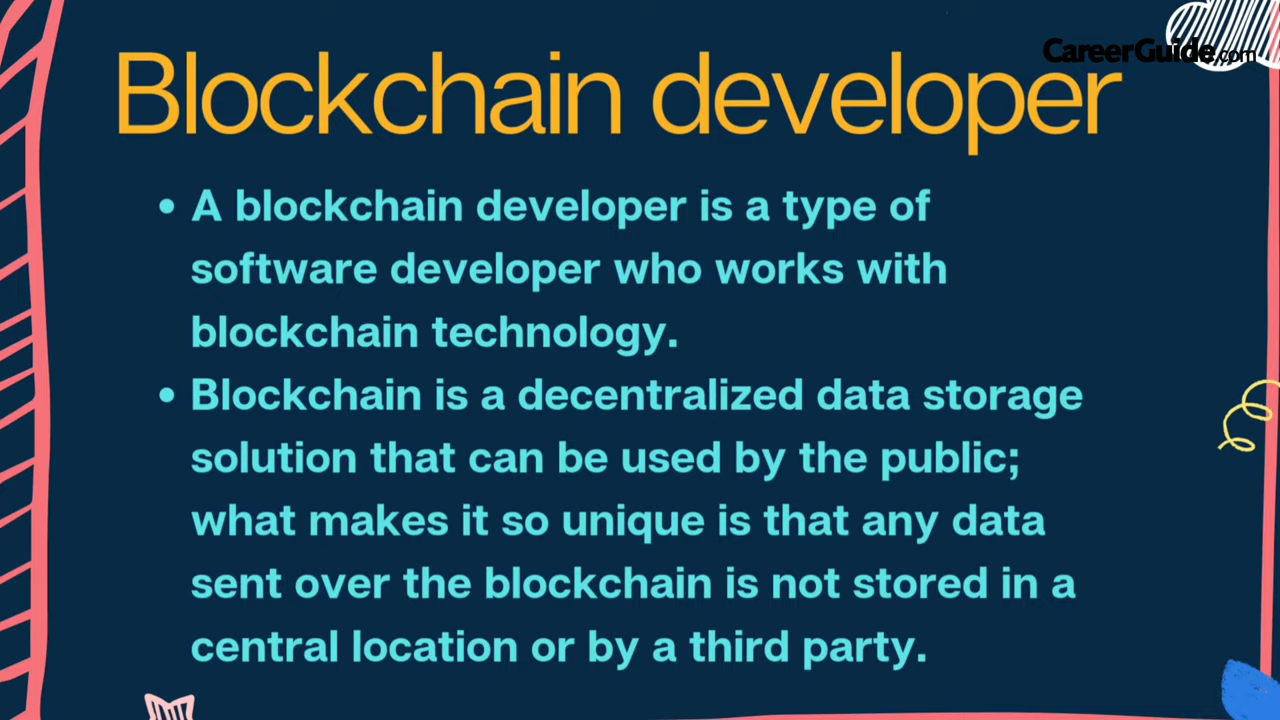 CareerGuide.com
Blockchain developer
• A blockchain developer is a type of
software developer who works with
blockchain technology.
• Blockchain is a decentralized data storage
solution that can be used by the public;
what makes it so unique is that any data
sent over the blockchain is not stored in a
central location or by a third party.